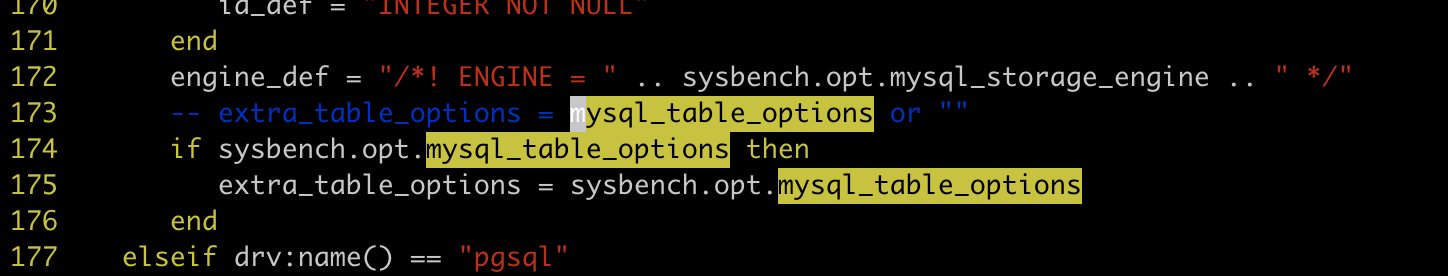 170          id_def = "INTEGER NOT NULL"
171       end
172       engine_def = "/*! ENGINE = " .. sysbench.opt.mysql_storage_engine .. " */"
173       -- extra_table_options = mysql_table_options or ""
174       if sysbench.opt.mysql_table_options then
175          extra_table_options = sysbench.opt.mysql_table_options
176       end
177    elseif drv:name() == "pgsql"